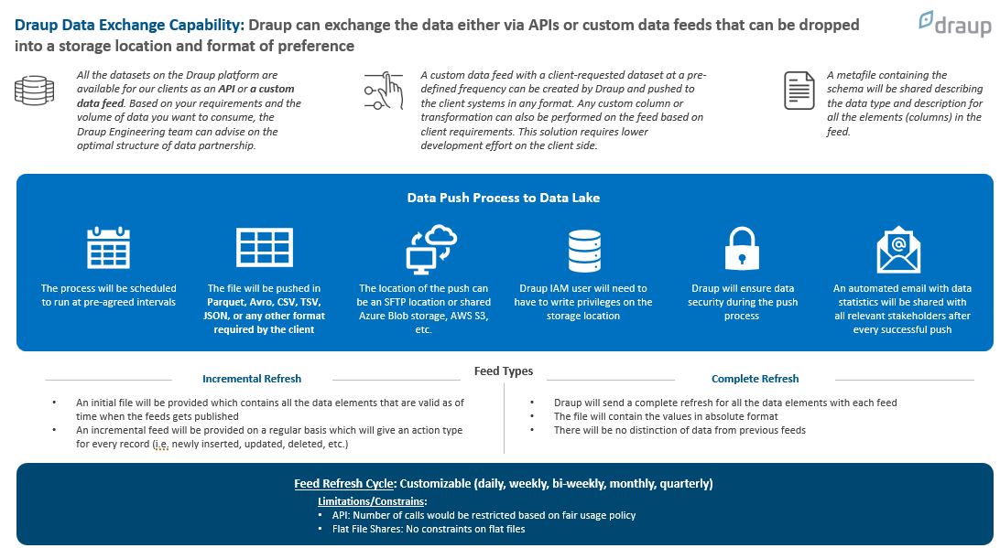 Draup Data Exchange Capability: Draup can exchange the data either via APIs or custom data feeds that can be dropped
into a storage location and format of preference
draup
All the datasets on the Draup platform are
available for our clients as an API or a custom
data feed. Based on your requirements and the
volume of data you want to consume, the
Draup Engineering team can advise on the
optimal structure of data partnership.
A custom data feed with a client-requested dataset at a pre-
defined frequency can be created by Draup and pushed to
the client systems in any format. Any custom column or
transformation can also be performed on the feed based on
client requirements. This solution requires lower
development effort on the client side.
A metafile containing the
schema will be shared describing
the data type and description for
all the elements (columns) in the
feed.
Data Push Process to Data Lake
The process will be scheduled
to run at pre-agreed intervals
The file will be pushed in
Parquet, Avro, CSV, TSV,
JSON, or any other format
required by the client
The location of the push can
be an SFTP location or shared
Azure Blob storage, AWS S3,
etc.
Draup IAM user will need to
have to write privileges on the
storage location
Draup will ensure data
security during the push
process
@
An automated email with data
statistics will be shared with
all relevant stakeholders after
every successful push
Feed Types
Incremental Refresh
• An initial file will be provided which contains all the data elements that are valid as of
time when the feeds gets published
• An incremental feed will be provided on a regular basis which will give an action type
for every record (i.e. newly inserted, updated, deleted, etc.)
Complete Refresh
• Draup will send a complete refresh for all the data elements with each feed
• The file will contain the values in absolute format
• There will be no distinction of data from previous feeds
Feed Refresh Cycle: Customizable (daily, weekly, bi-weekly, monthly, quarterly)
Limitations/Constrains:
• API: Number of calls would be restricted based on fair usage policy
• Flat File Shares: No constraints on flat files